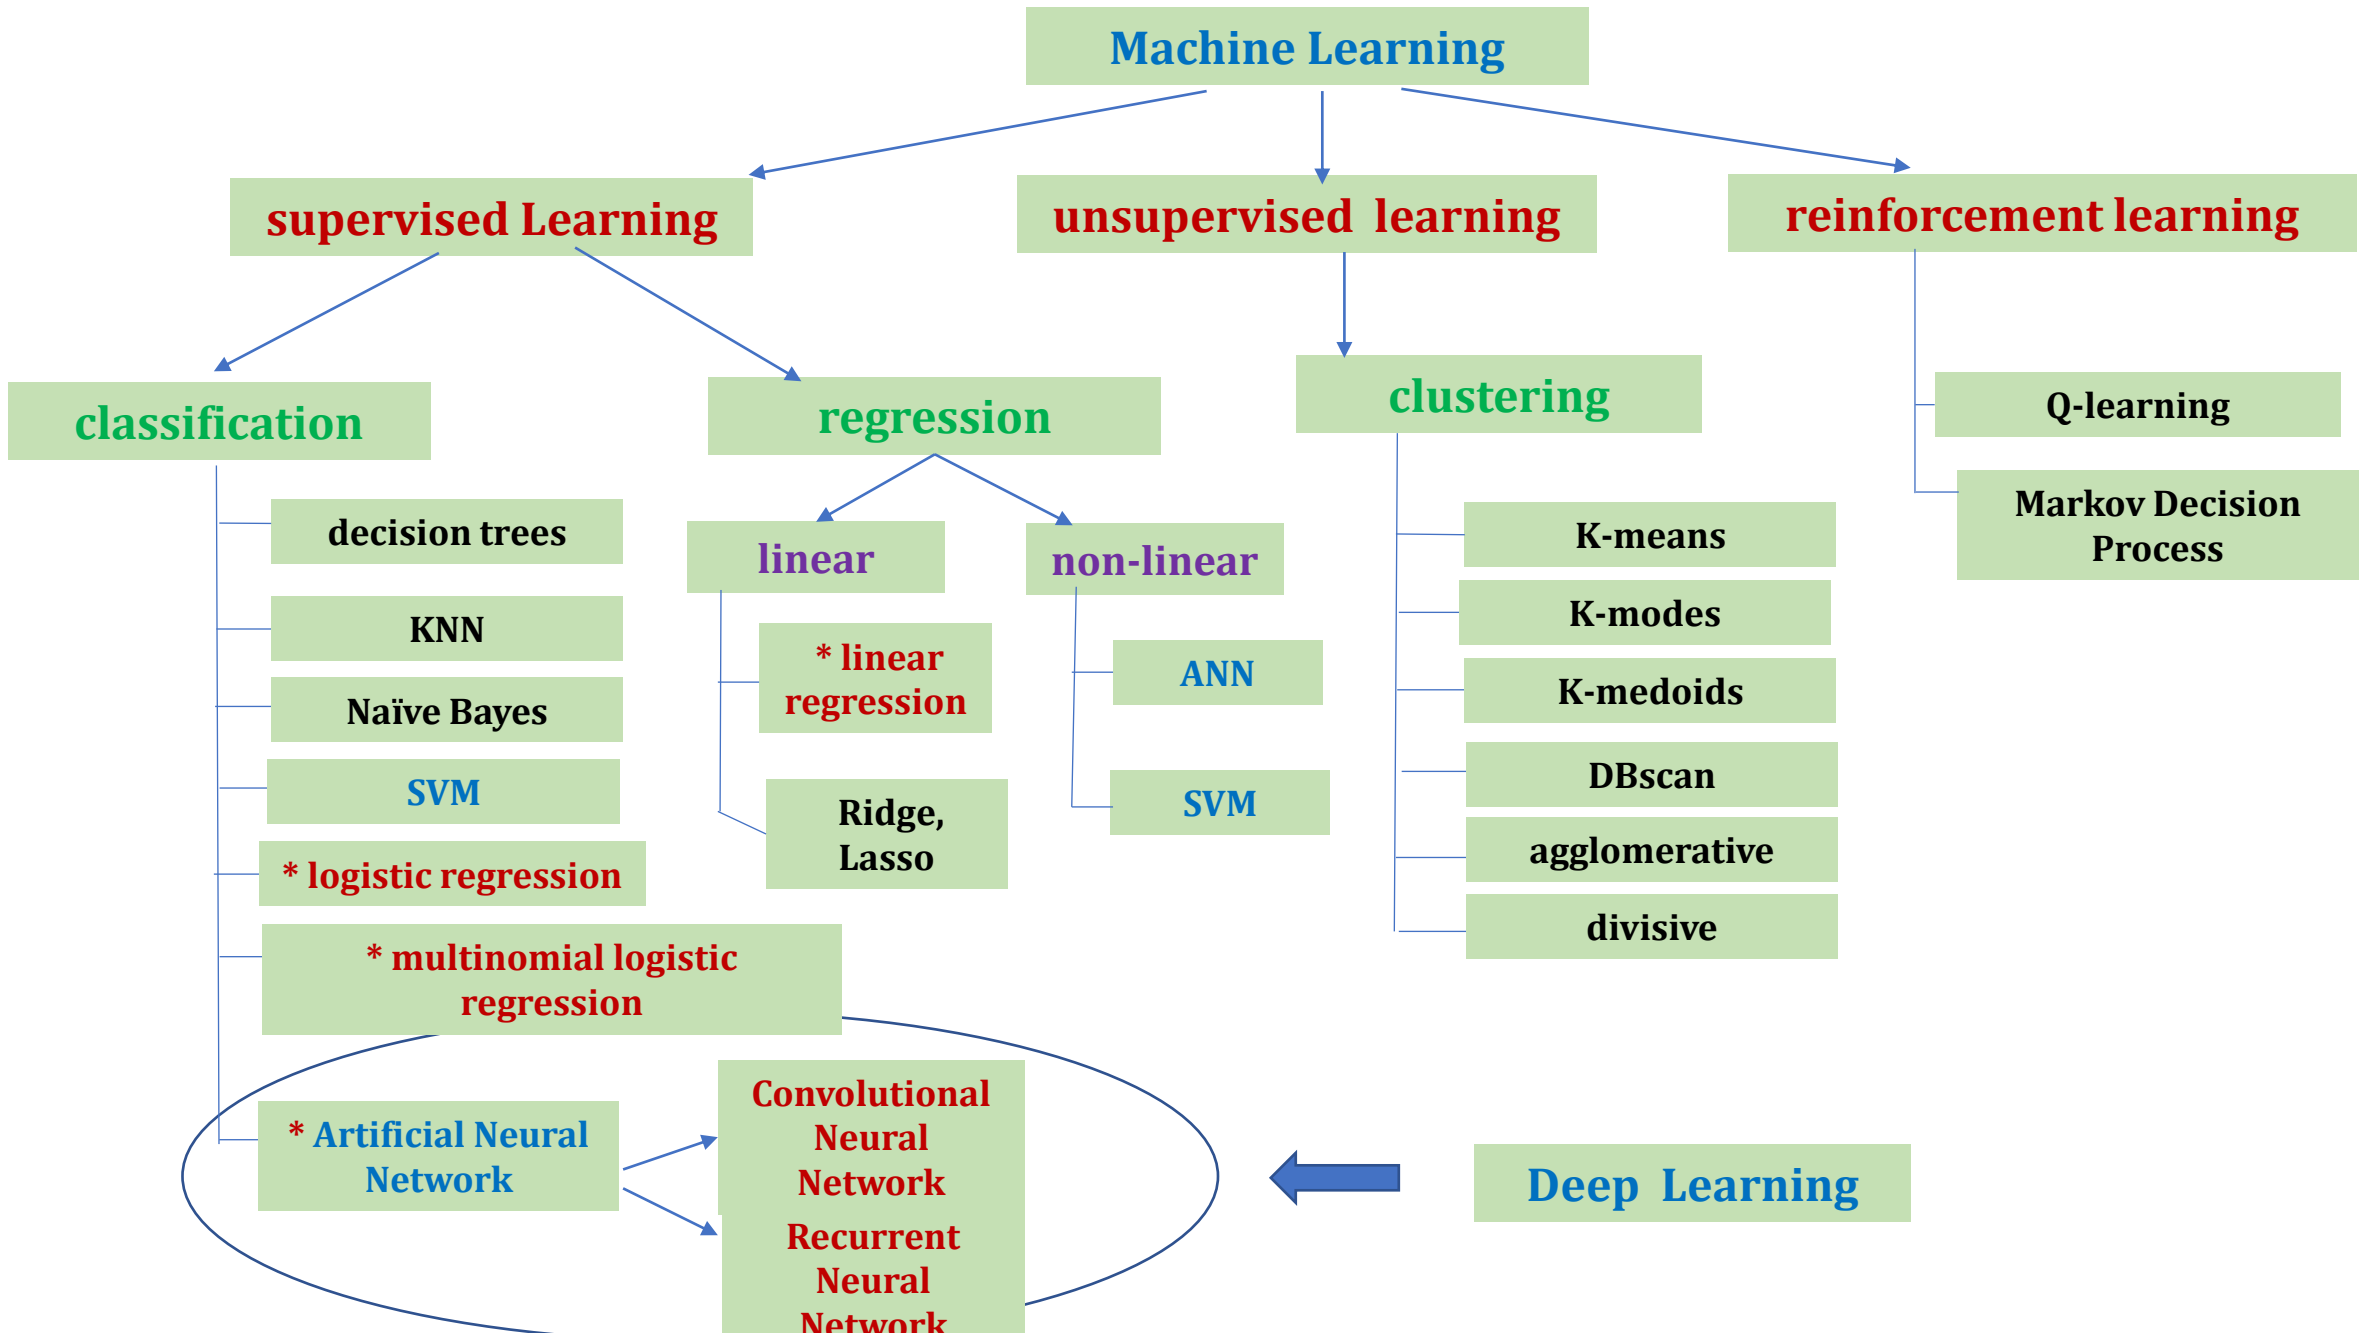 Machine Learning
supervised Learning
unsupervised learning
reinforcement learning
classification
regression
clustering
decision trees
KNN
Naïve Bayes
SVM
* logistic regression
* multinomial logistic
regression
* Artificial Neural
Network
Convolutional
Neural
Network
Recurrent
Neural
Network
linear
* linear
regression
Ridge,
Lasso
non-linear
ANN
SVM
K-means
K-modes
K-medoids
DBscan
agglomerative
divisive
Q-learning
Markov Decision
Process
Deep Learning